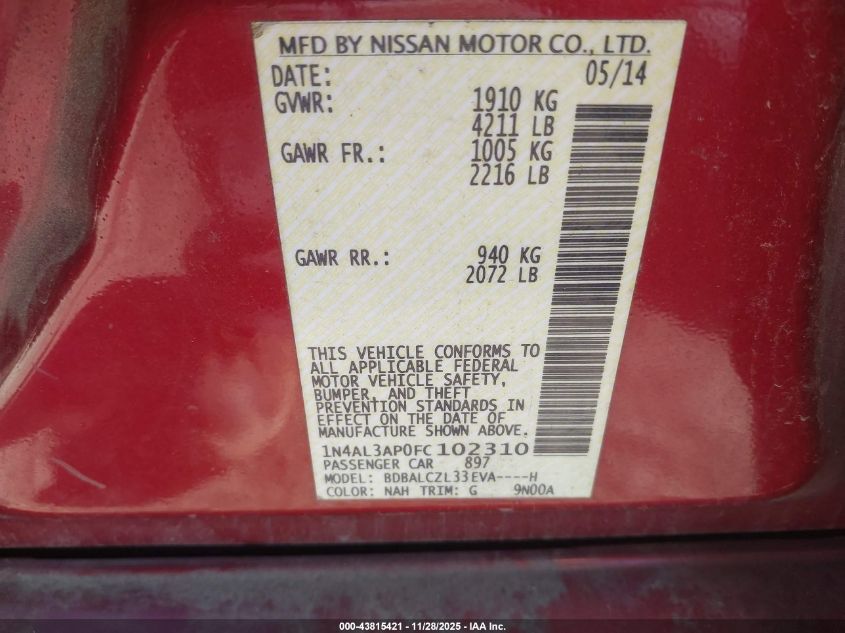 MFD BY NISSAN MOTOR CO., LTD.
DATE: 05/14
GVWR: 1910 KG
4211 LB
GAWR FR.: 1005 KG
2216 LB
GAWR RR.: 940 KG
2072 LB
THIS VEHICLE CONFORMS TO
ALL APPLICABLE FEDERAL
MOTOR VEHICLE SAFETY,
BUMPER, AND THEFT
PREVENTION STANDARDS IN
EFFECT ON THE DATE OF
MANUFACTURE SHOWN ABOVE.
1N4AL3AP0FC102310
PASSENGER CAR 897
MODEL: BDBALCZL33EVA----H
COLOR: NAH TRIM: G 9N00A
000-43815421 - 11/28/2025 - IAA Inc.